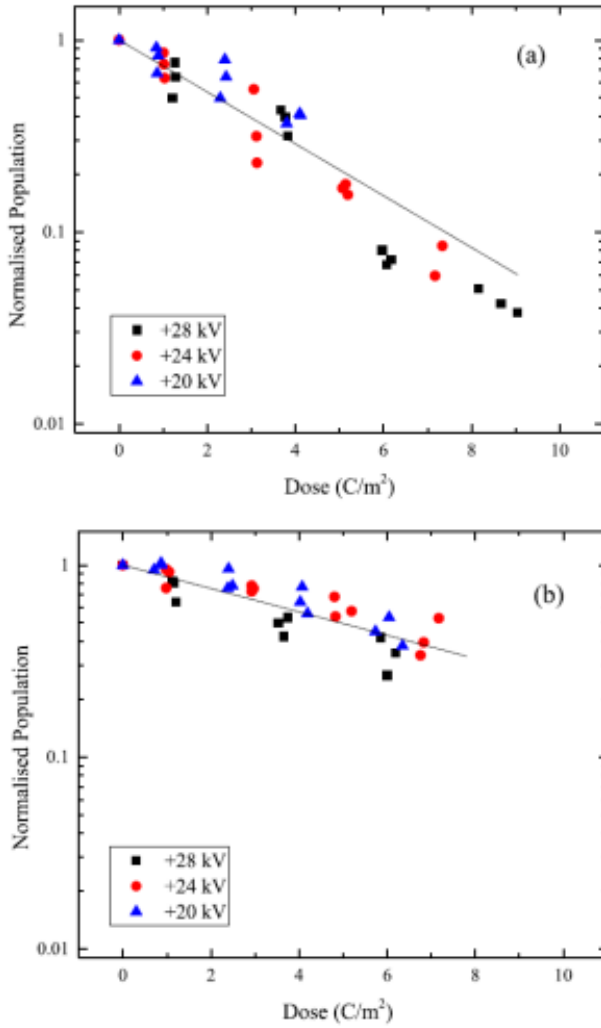 (a)
1
0.1
0.01
Normalised Population
+28 kV
+24 kV
+20 kV
0 2 4 6 8 10
Dose (C/m²)
(b)
1
0.1
0.01
Normalised Population
+28 kV
+24 kV
+20 kV
0 2 4 6 8 10
Dose (C/m²)